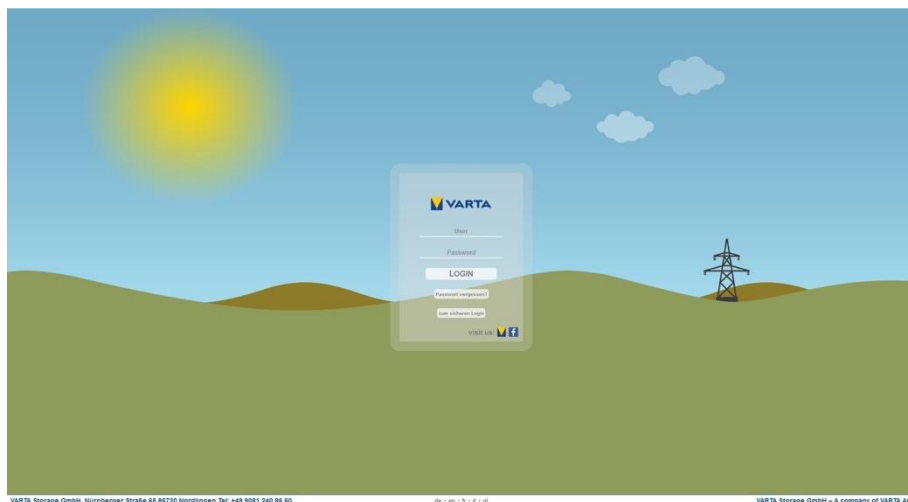 VARTA
User
Password
LOGIN
Passwort vergessen?
zum sicheren Login
visit us:
VARTA Storage GmbH, Nürnberger Straße 65 86720 Nördlingen Tel: +49 9081 240 86 60
de - en - fr - it - nl
VARTA Storage GmbH – A company of VARTA AG